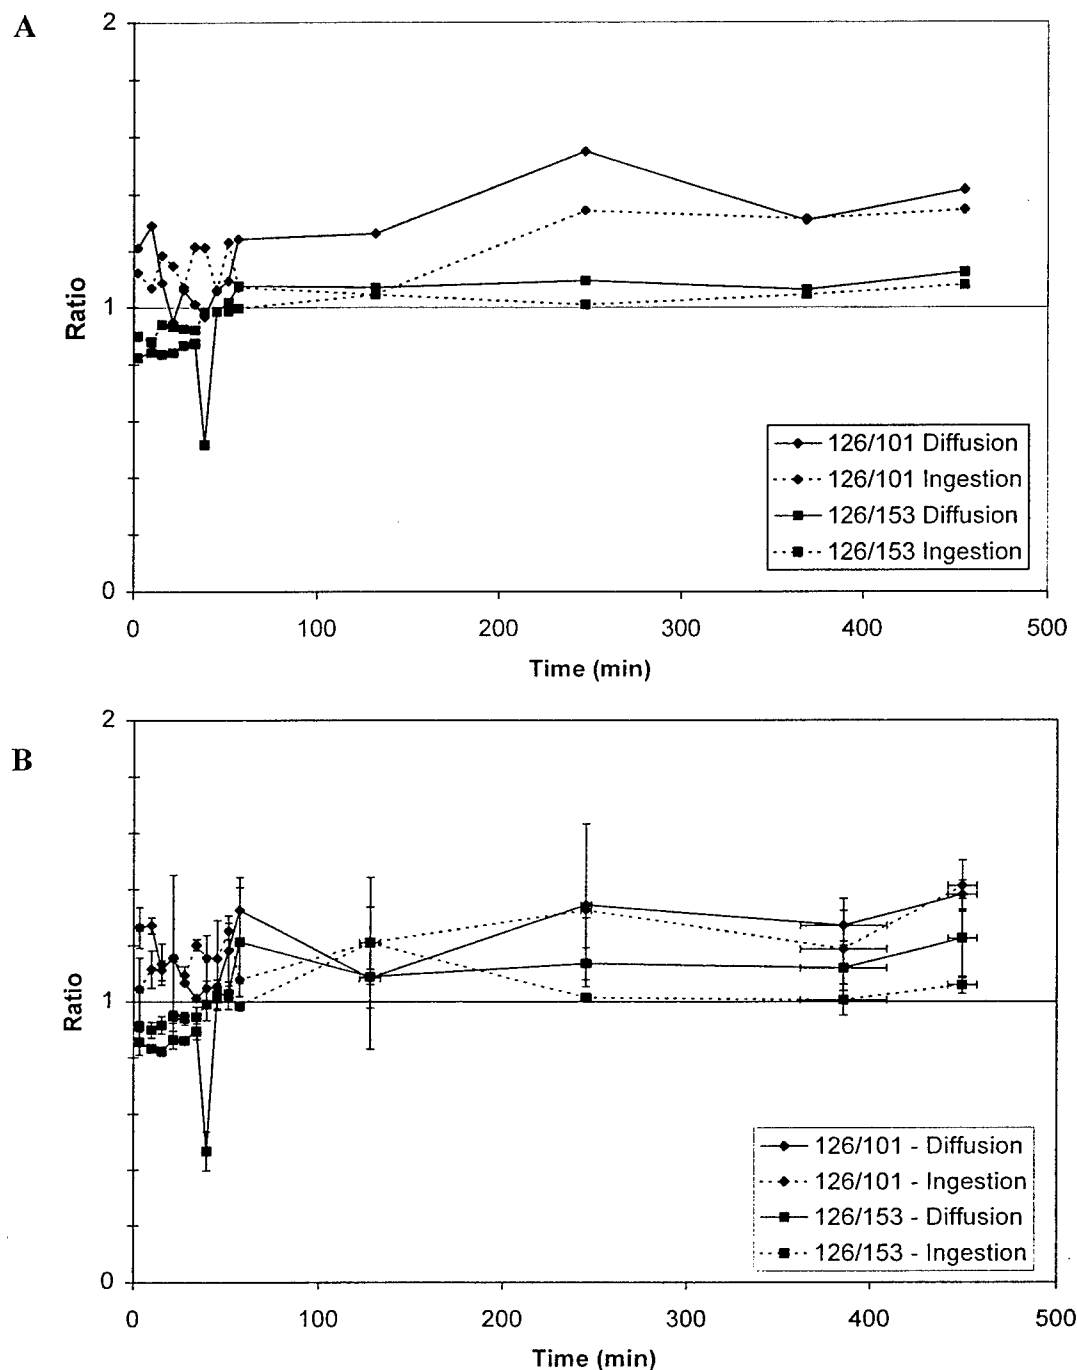 A
2
1
0
Ratio
0 100 200 300 400 500
Time (min)
126/101 Diffusion
126/101 Ingestion
126/153 Diffusion
126/153 Ingestion
B
2
1
0
Ratio
0 100 200 300 400 500
Time (min)
126/101 - Diffusion
126/101 - Ingestion
126/153 - Diffusion
126/153 - Ingestion